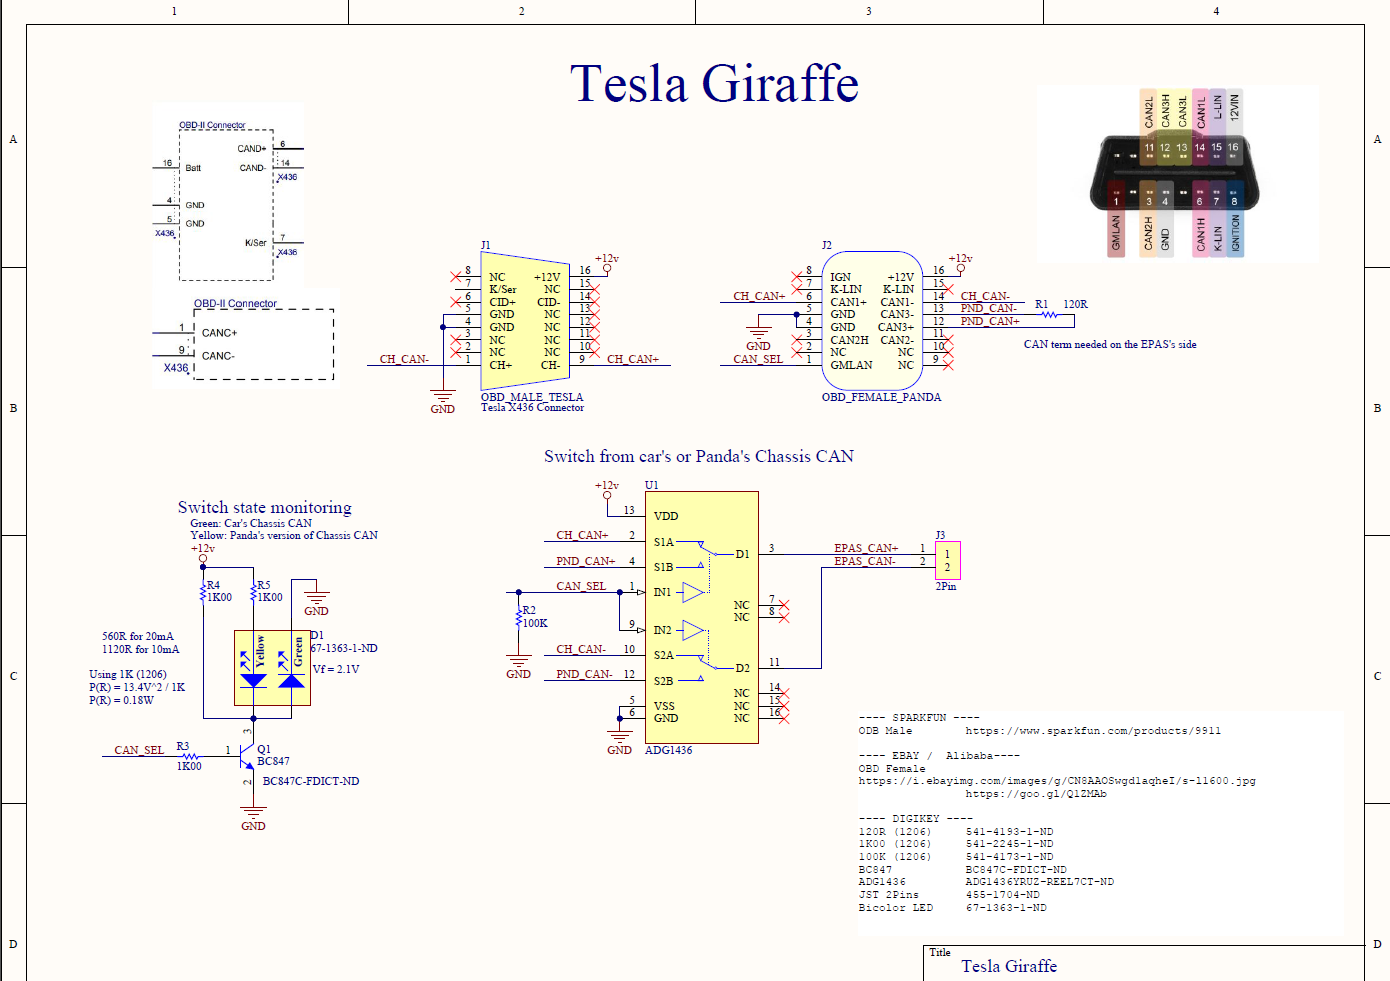 1 2 3 4
A
B
C
D
A
B
C
D
Tesla Giraffe
OBD-II Connector
CAND+ 6
16 Batt CAND- 14
X436
4 GND
5 GND
X436
K/Ser 7
X436
OBD-II Connector
1 CANC+
9 CANC-
X436
CAN2L CAN3H CAN3L CAN1L L-LIN 12VIN
11 12 13 14 15 16
1 3 4 6 7 8
GMLAN CAN2H GND CAN1H K-LIN IGNITION
J1
+12v
8 NC +12V 16
7 K/Ser NC 15
6 CID+ CID- 14
5 GND NC 13
4 GND NC 12
3 NC NC 11
2 NC NC 10
CH_CAN- 1 CH+ CH- 9 CH_CAN+
GND
OBD_MALE_TESLA
Tesla X436 Connector
J2
+12v
8 IGN +12V 16
7 K-LIN K-LIN 15
CH_CAN+ 6 CAN1+ CAN1- 14 CH_CAN-
5 GND CAN3- 13 PND_CAN-
4 GND CAN3+ 12 PND_CAN+
3 CAN2H CAN2- 11
2 NC NC 10
CAN_SEL 1 GMLAN NC 9
GND
R1 120R
CAN term needed on the EPAS's side
OBD_FEMALE_PANDA
Switch from car's or Panda's Chassis CAN
+12v
U1
13 VDD
CH_CAN+ 2 S1A D1 3 EPAS_CAN+ 1
PND_CAN+ 4 S1B EPAS_CAN- 2
CAN_SEL 1 IN1
R2
100K
NC 7
NC 8
9 IN2
CH_CAN- 10 S2A
D2 11
PND_CAN- 12 S2B
GND
NC 14
5 VSS NC 15
6 GND NC 16
GND
ADG1436
J3
1
2
2Pin
Switch state monitoring
Green: Car's Chassis CAN
Yellow: Panda's version of Chassis CAN
+12v
R4
1K00
R5
1K00
GND
560R for 20mA
1120R for 10mA
Using 1K (1206)
P(R) = 13.4V^2 / 1K
P(R) = 0.18W
Yellow Green
D1
67-1363-1-ND
Vf = 2.1V
CAN_SEL R3
1K00
1
3
2
Q1
BC847
BC847C-FDICT-ND
GND
---- SPARKFUN ----
ODB Male https://www.sparkfun.com/products/9911
---- EBAY / Alibaba----
OBD Female
https://i.ebayimg.com/images/g/CN8AAOSwgd1aqheI/s-l1600.jpg
https://goo.gl/Q1ZMAb
---- DIGIKEY ----
120R (1206) 541-4193-1-ND
1K00 (1206) 541-2245-1-ND
100K (1206) 541-4173-1-ND
BC847 BC847C-FDICT-ND
ADG1436 ADG1436YRUZ-REEL7CT-ND
JST 2Pins 455-1704-ND
Bicolor LED 67-1363-1-ND
Title
Tesla Giraffe